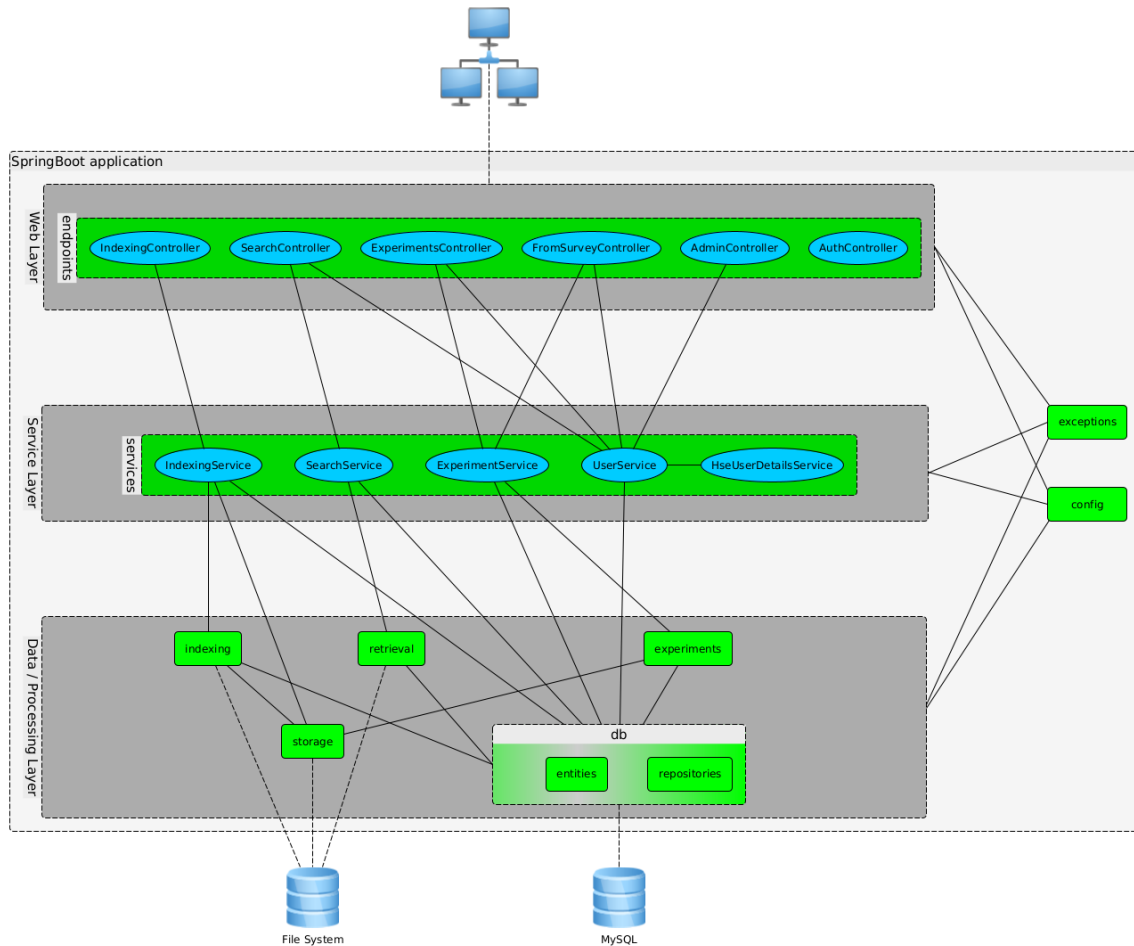 SpringBoot application
Web Layer
endpoints
IndexingController
SearchController
ExperimentsController
FromSurveyController
AdminController
AuthController
Service Layer
services
IndexingService
SearchService
ExperimentService
UserService
HseUserDetailsService
exceptions
config
Data / Processing Layer
indexing
retrieval
experiments
storage
db
entities
repositories
File System
MySQL